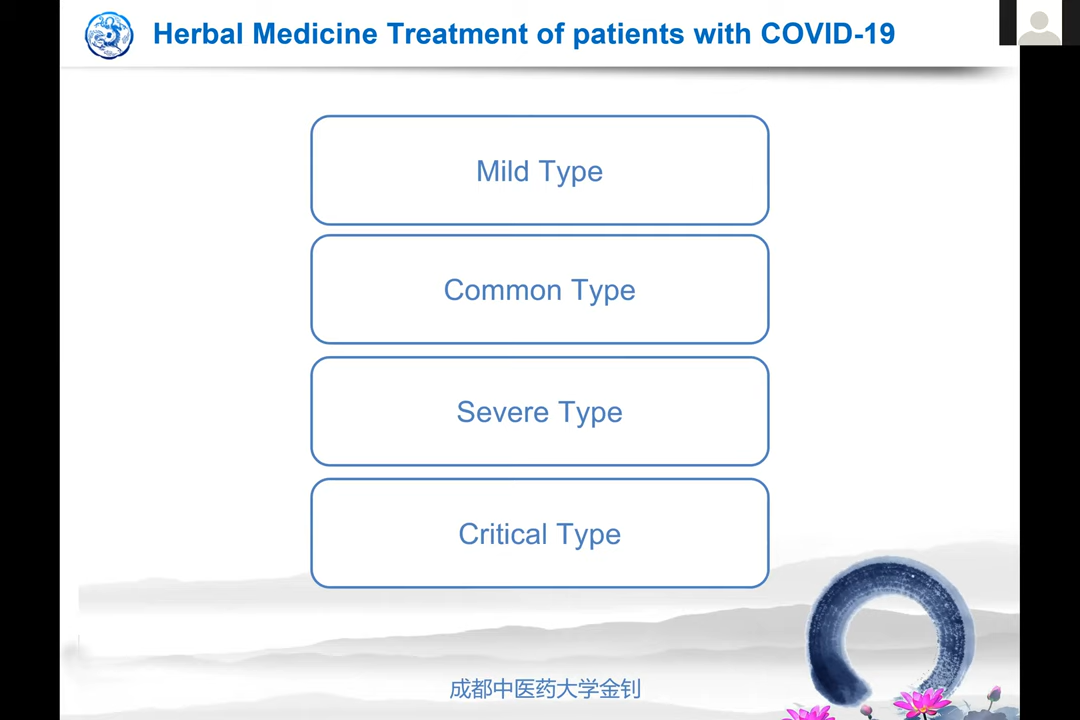 Herbal Medicine Treatment of patients with COVID-19
Mild Type
Common Type
Severe Type
Critical Type
成都中医药大学金钊